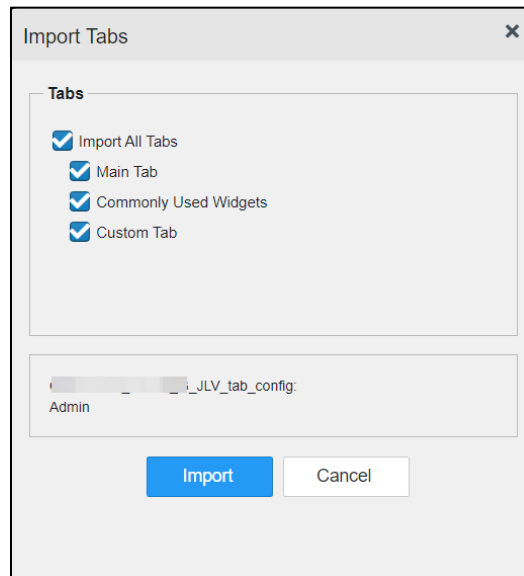 Import Tabs
Tabs
Import All Tabs
Main Tab
Commonly Used Widgets
Custom Tab
_JLV_tab_config:
Admin
Import
Cancel